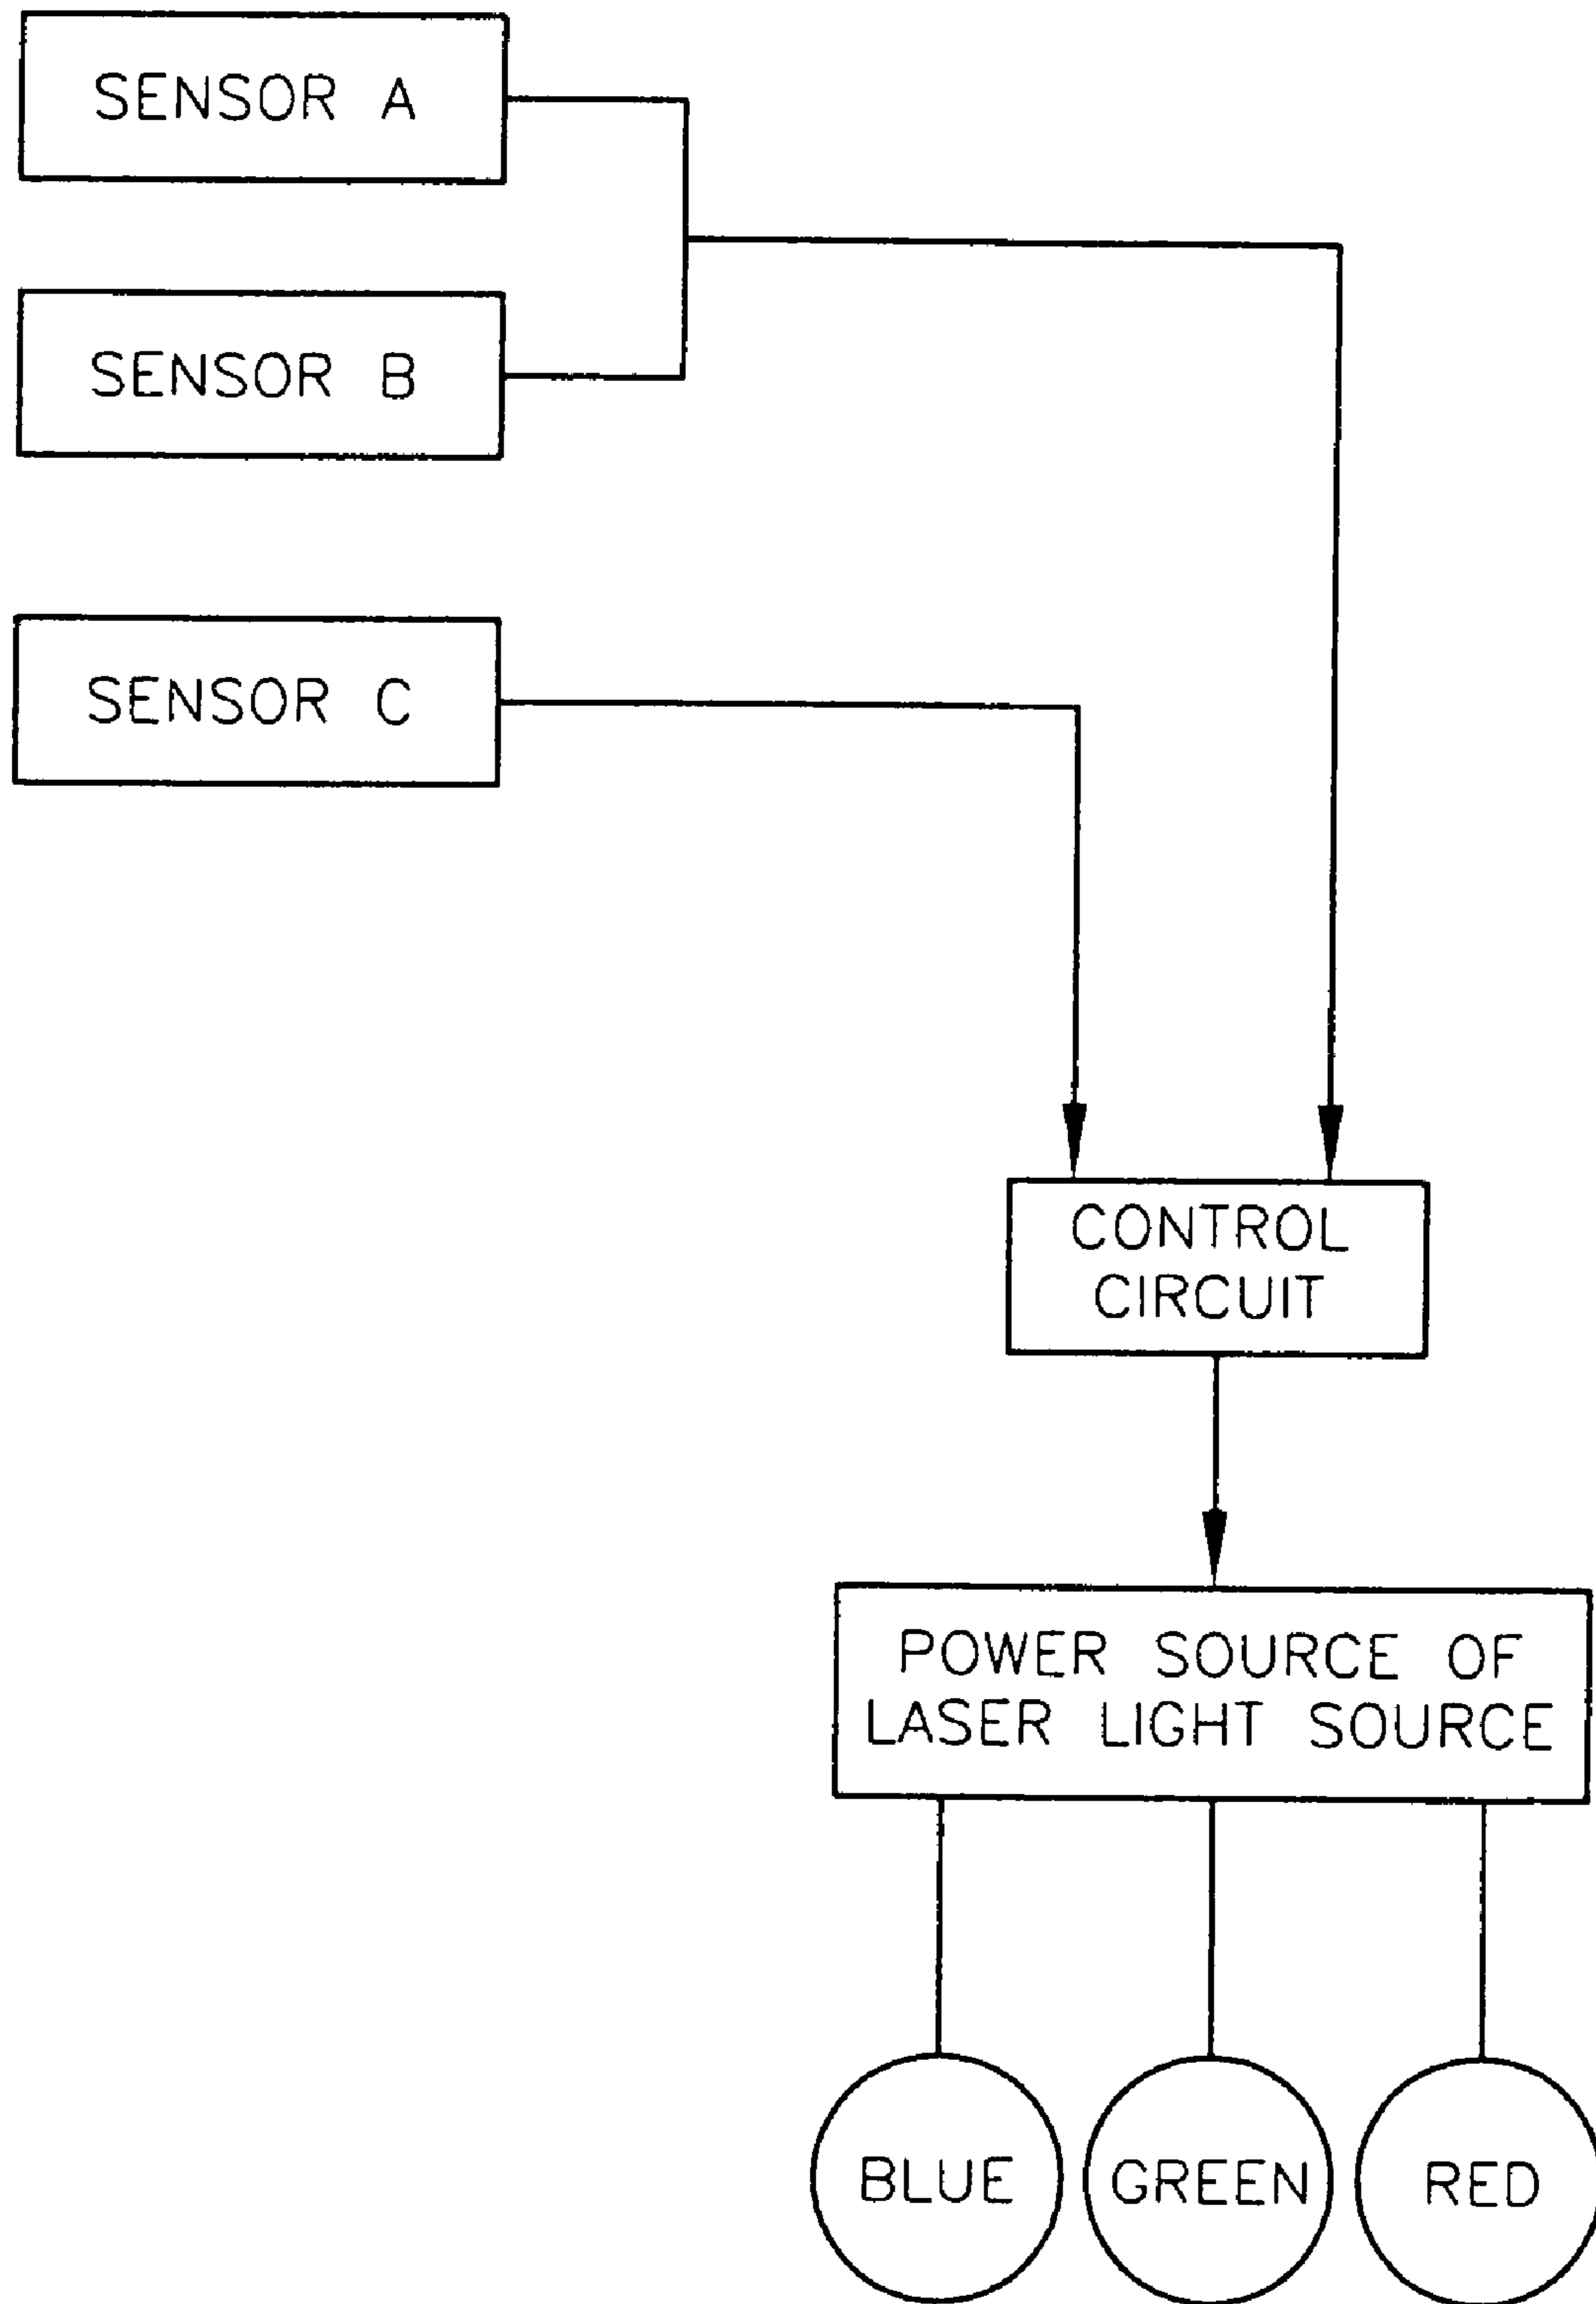 SENSOR A
SENSOR B
SENSOR C
CONTROL
CIRCUIT
POWER SOURCE OF
LASER LIGHT SOURCE
BLUE
GREEN
RED